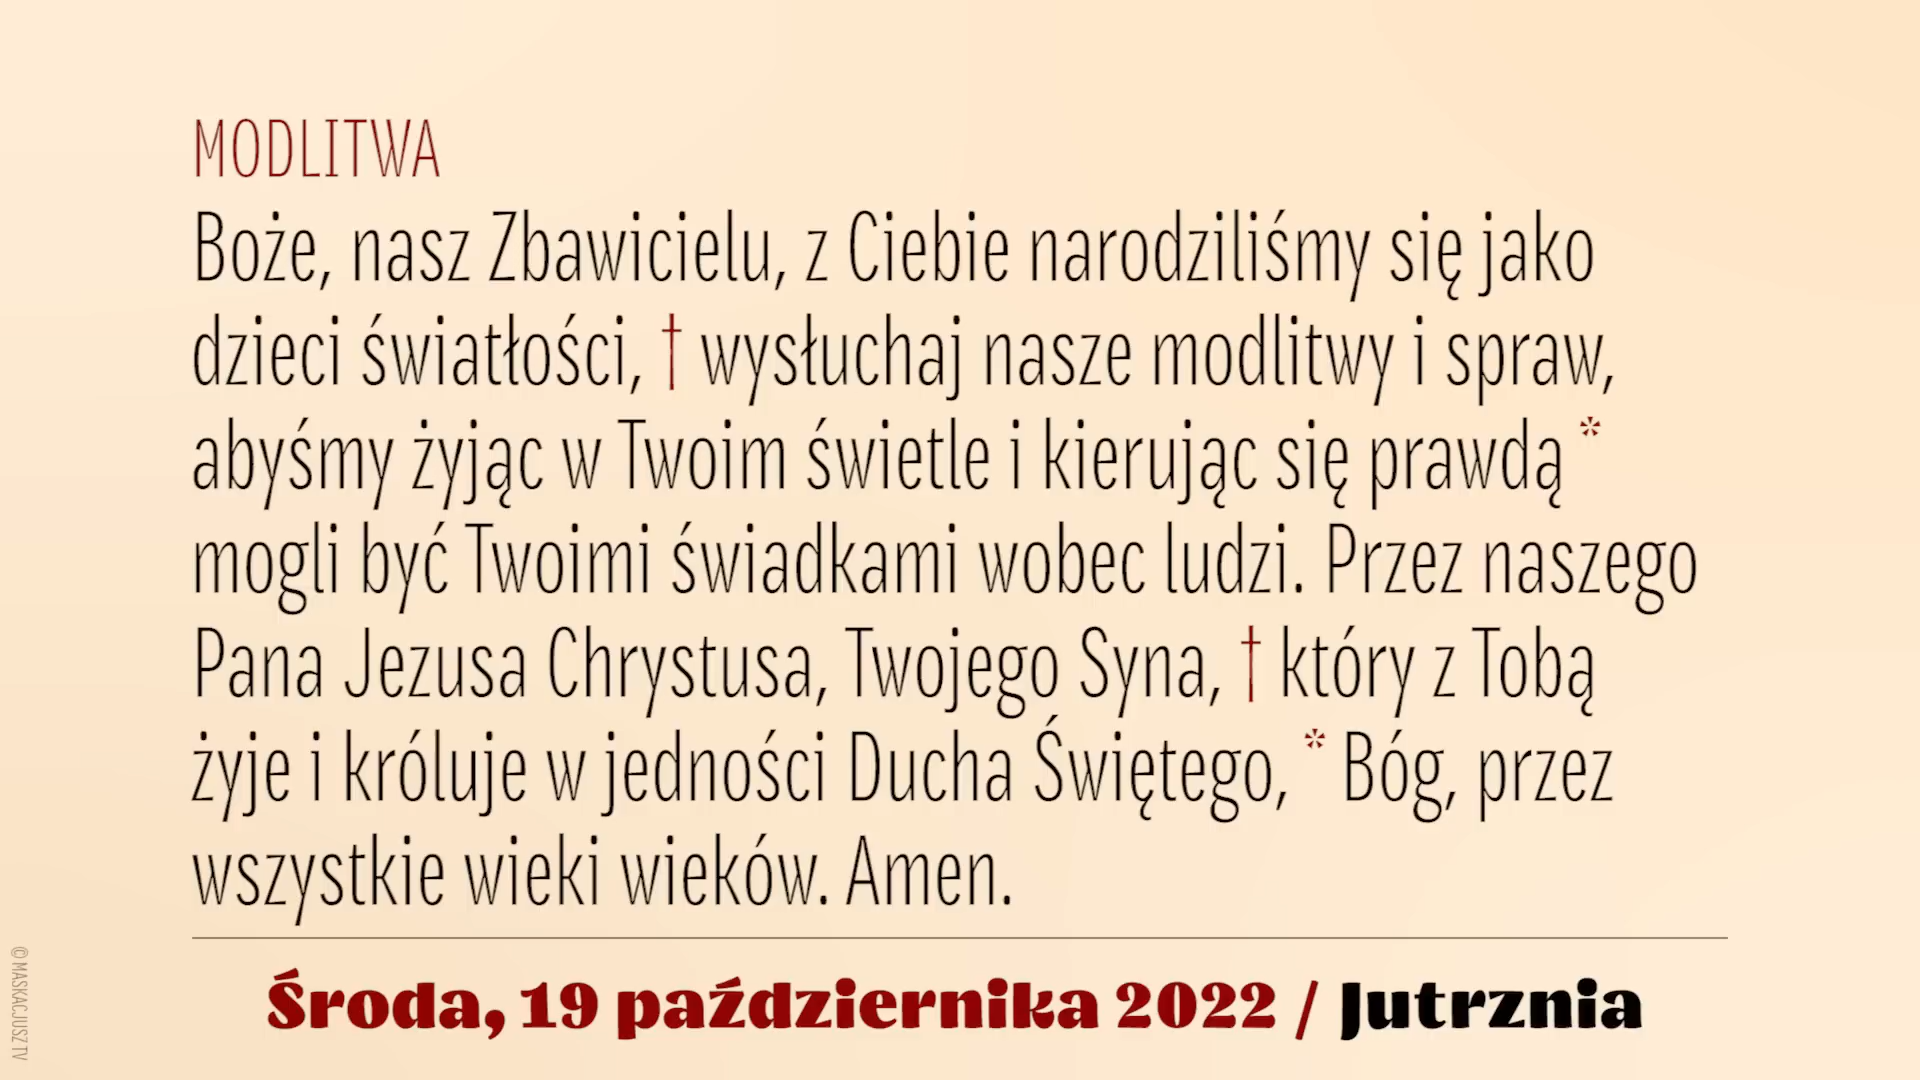 MODLITWA
Boże, nasz Zbawicielu, z Ciebie narodziliśmy się jako
dzieci światłości, † wysłuchaj nasze modlitwy i spraw,
abyśmy żyjąc w Twoim świetle i kierując się prawdą *
mogli być Twoimi świadkami wobec ludzi. Przez naszego
Pana Jezusa Chrystusa, Twojego Syna, † który z Tobą
żyje i króluje w jedności Ducha Świętego, * Bóg, przez
wszystkie wieki wieków. Amen.
Środa, 19 października 2022 / Jutrznia
© MASKACJUSZ TV